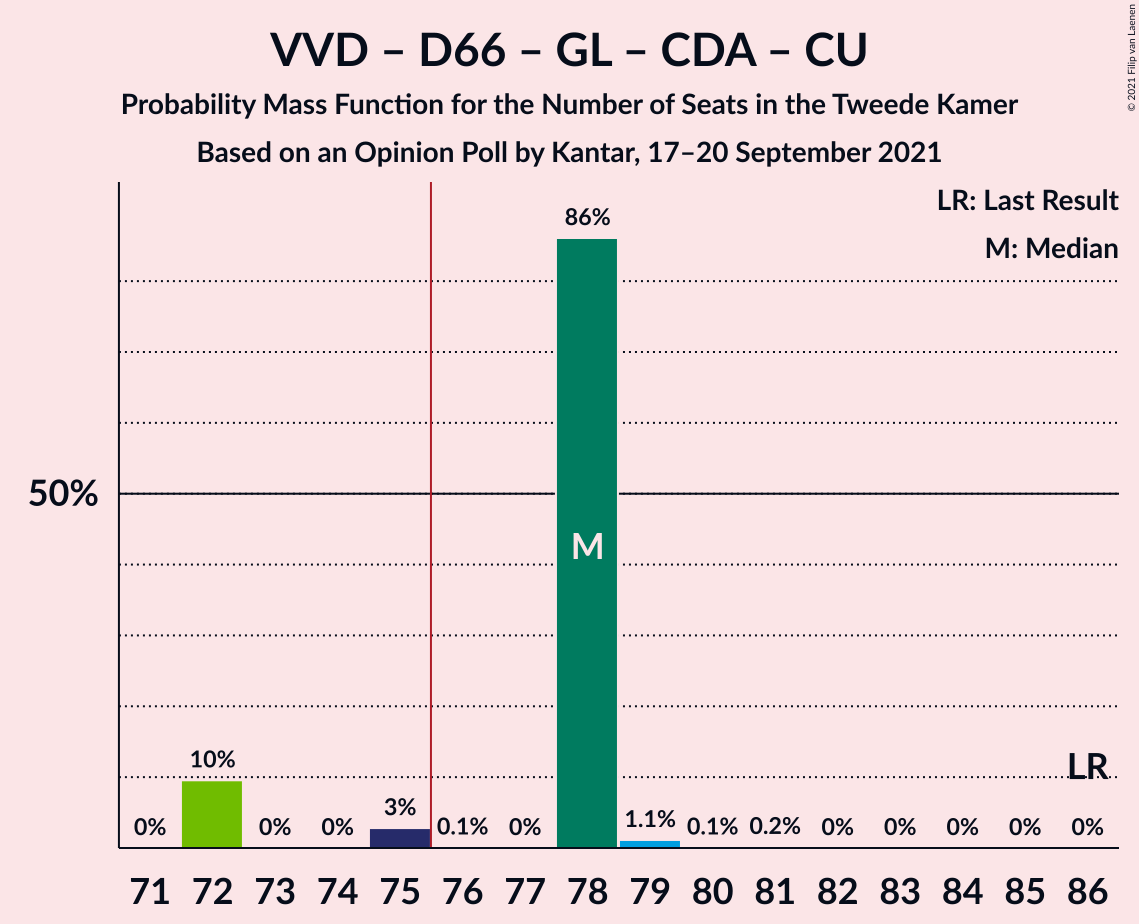 VVD – D66 – GL – CDA – CU
Probability Mass Function for the Number of Seats in the Tweede Kamer
Based on an Opinion Poll by Kantar, 17–20 September 2021
© 2021 Filip van Laenen
LR: Last Result
M: Median
86%
50%
M
LR
10%
3%
0% 0% 0% 0.1% 0% 1.1% 0.1% 0.2% 0% 0% 0% 0% 0%
71 72 73 74 75 76 77 78 79 80 81 82 83 84 85 86